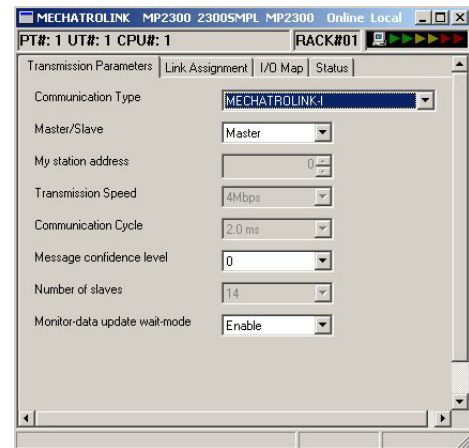 MECHATROLINK MP2300 2300SMPL MP2300 Online Local
PT#: 1 UT#: 1 CPU#: 1 RACK#01
Transmission Parameters Link Assignment I/O Map Status
Communication Type MECHATROLINK-I
Master/Slave Master
My station address 0
Transmission Speed 4Mbps
Communication Cycle 2.0 ms
Message confidence level 0
Number of slaves 14
Monitor-data update wait-mode Enable